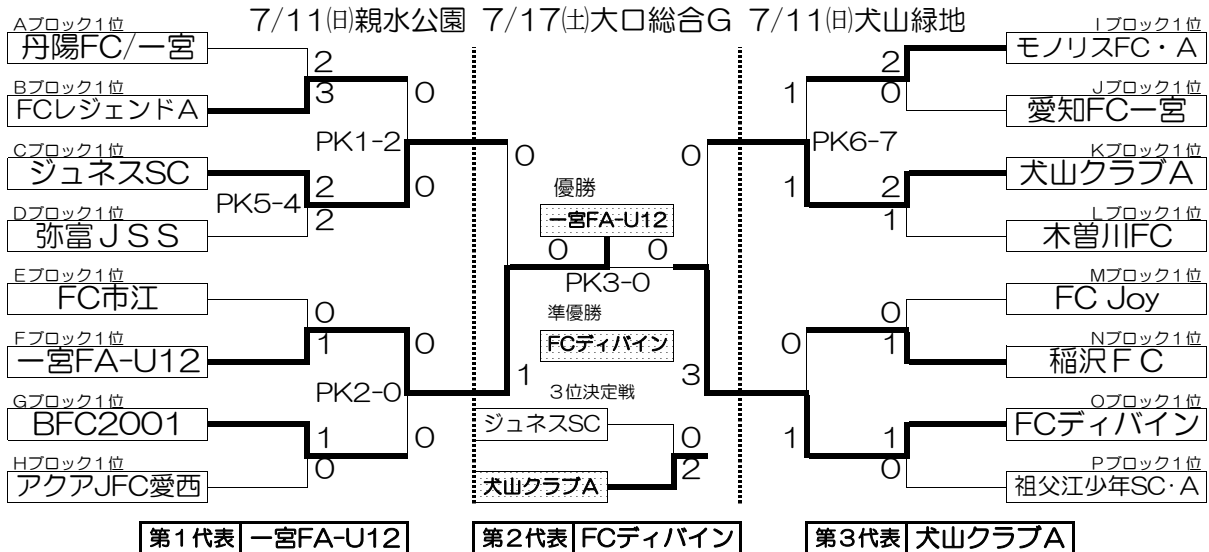 7/11(日)親水公園 7/17(土)大口総合G 7/11(日)犬山緑地
Aブロック1位
丹陽FC/一宮
2
Bブロック1位
FCレジェンドA
3
0
PK1-2
Cブロック1位
ジュネスSC
2
0
PK5-4
Dブロック1位
弥富JSS
2
0
Eブロック1位
FC市江
0
Fブロック1位
一宮FA-U12
1
0
PK2-0
Gブロック1位
BFC2001
1
0
Hブロック1位
アクアJFC愛西
0
1
優勝
一宮FA-U12
0 0
PK3-0
準優勝
FCディバイン
3位決定戦
ジュネスSC
0
犬山クラブA
2
Iブロック1位
モノリスFC・A
2
Jブロック1位
愛知FC一宮
0
1
PK6-7
Kブロック1位
犬山クラブA
2
1
Lブロック1位
木曽川FC
1
0
Mブロック1位
FC Joy
0
Nブロック1位
稲沢FC
1
0
Oブロック1位
FCディバイン
1
1
Pブロック1位
祖父江少年SC・A
0
3
第1代表 一宮FA-U12
第2代表 FCディバイン
第3代表 犬山クラブA